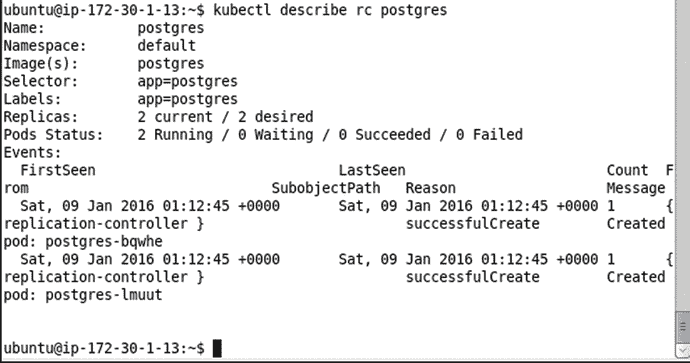 ubuntu@ip-172-30-1-13:~$ kubectl describe rc postgres
Name:           postgres
Namespace:      default
Image(s):       postgres
Selector:       app=postgres
Labels:         app=postgres
Replicas:       2 current / 2 desired
Pods Status:    2 Running / 0 Waiting / 0 Succeeded / 0 Failed
Events:
  FirstSeen                             LastSeen                        Count   F
rom                             SubobjectPath   Reason                  Message
  Sat, 09 Jan 2016 01:12:45 +0000       Sat, 09 Jan 2016 01:12:45 +0000 1       {
replication-controller }                        successfulCreate        Created
pod: postgres-bqwhe
  Sat, 09 Jan 2016 01:12:45 +0000       Sat, 09 Jan 2016 01:12:45 +0000 1       {
replication-controller }                        successfulCreate        Created
pod: postgres-lmuut
ubuntu@ip-172-30-1-13:~$